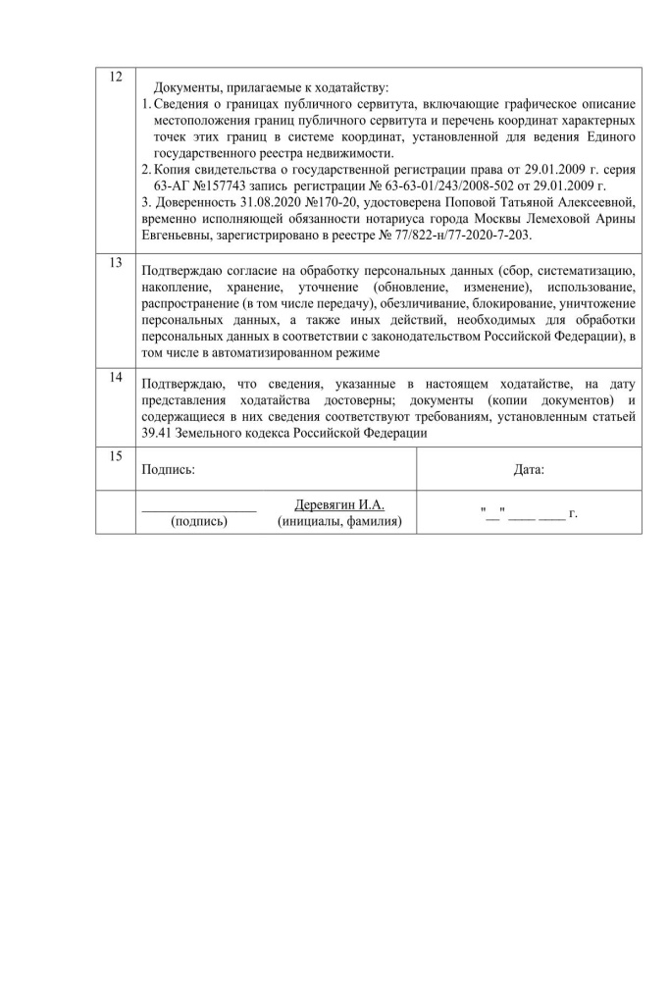 12
Документы, прилагаемые к ходатайству:
1. Сведения о границах публичного сервитута, включающие графическое описание
местоположения границ публичного сервитута и перечень координат характерных
точек этих границ в системе координат, установленной для ведения Единого
государственного реестра недвижимости.
2. Копия свидетельства о государственной регистрации права от 29.01.2009 г. серия
63-АГ №157743 запись регистрации № 63-63-01/243/2008-502 от 29.01.2009 г.
3. Доверенность 31.08.2020 №170-20, удостоверена Поповой Татьяной Алексеевной,
временно исполняющей обязанности нотариуса города Москвы Лемеховой Арины
Евгеньевны, зарегистрировано в реестре № 77/822-н/77-2020-7-203.
13
Подтверждаю согласие на обработку персональных данных (сбор, систематизацию,
накопление, хранение, уточнение (обновление, изменение), использование,
распространение (в том числе передачу), обезличивание, блокирование, уничтожение
персональных данных, а также иных действий, необходимых для обработки
персональных данных в соответствии с законодательством Российской Федерации), в
том числе в автоматизированном режиме
14
Подтверждаю, что сведения, указанные в настоящем ходатайстве, на дату
представления ходатайства достоверны; документы (копии документов) и
содержащиеся в них сведения соответствуют требованиям, установленным статьей
39.41 Земельного кодекса Российской Федерации
15
Подпись: Дата:
__________________ Деревягин И.А. "__" ____ ____ г.
(подпись) (инициалы, фамилия)